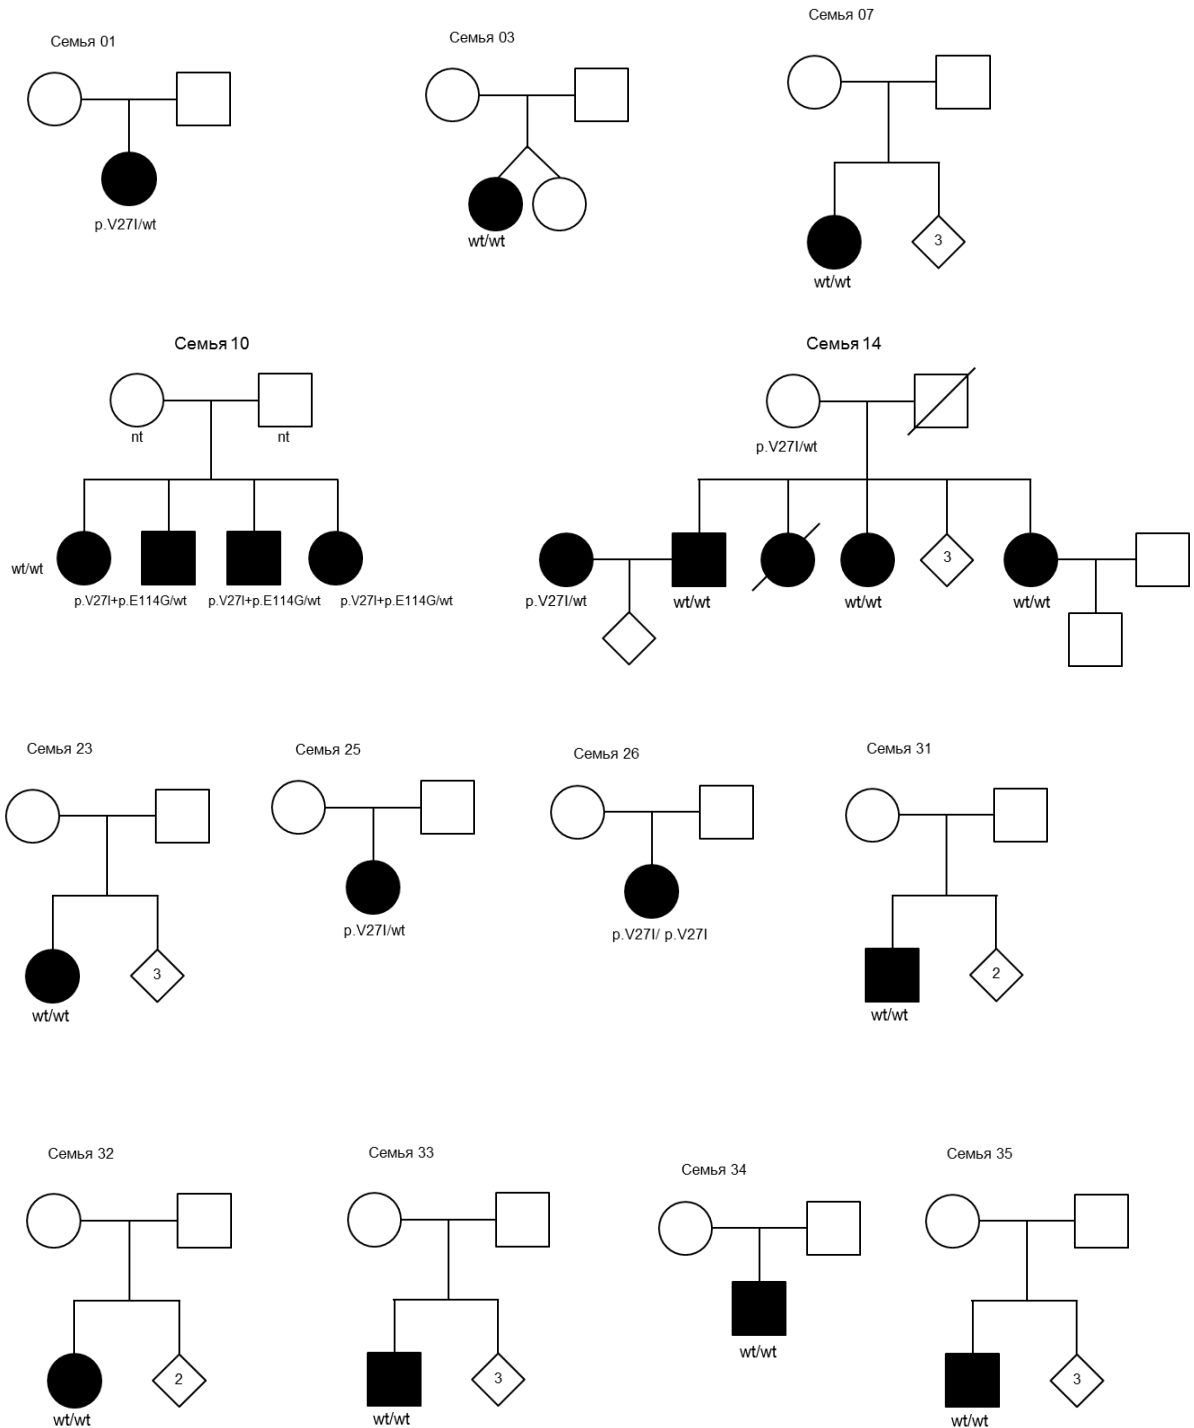 Семья 01
Семья 03
Семья 07
p.V27I/wt
wt/wt
3
wt/wt
Семья 10
Семья 14
nt
nt
p.V27I/wt
wt/wt
p.V27I+p.E114G/wt
p.V27I+p.E114G/wt
p.V27I+p.E114G/wt
3
p.V27I/wt
wt/wt
wt/wt
wt/wt
Семья 23
Семья 25
Семья 26
Семья 31
3
wt/wt
p.V27I/wt
p.V27I/ p.V27I
2
wt/wt
Семья 32
Семья 33
Семья 34
Семья 35
2
wt/wt
3
wt/wt
wt/wt
3
wt/wt